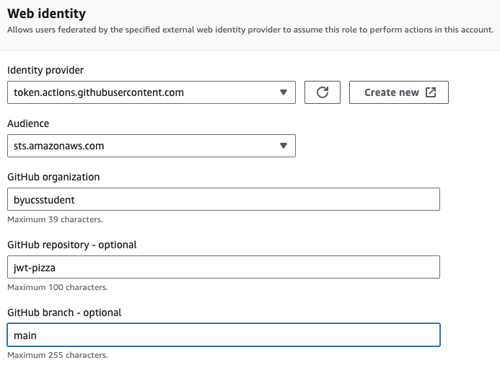 Web identity
Allows users federated by the specified external web identity provider to assume this role to perform actions in this account.
Identity provider
token.actions.githubusercontent.com
Create new
Audience
sts.amazonaws.com
GitHub organization
byucsstudent
Maximum 39 characters.
GitHub repository - optional
jwt-pizza
Maximum 100 characters.
GitHub branch - optional
main
Maximum 255 characters.